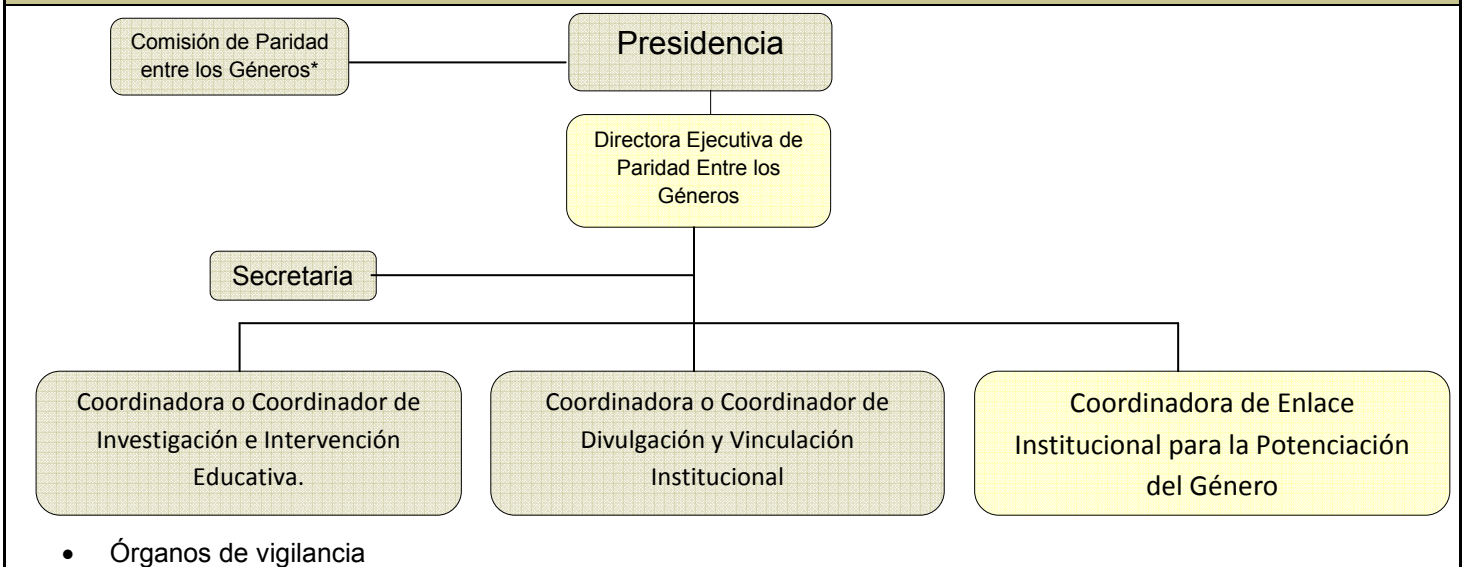 Comisión de Paridad
entre los Géneros*
Presidencia
Directora Ejecutiva de
Paridad Entre los
Géneros
Secretaria
Coordinadora o Coordinador de
Investigación e Intervención
Educativa.
Coordinadora o Coordinador de
Divulgación y Vinculación
Institucional
Coordinadora de Enlace
Institucional para la Potenciación
del Género
• Órganos de vigilancia